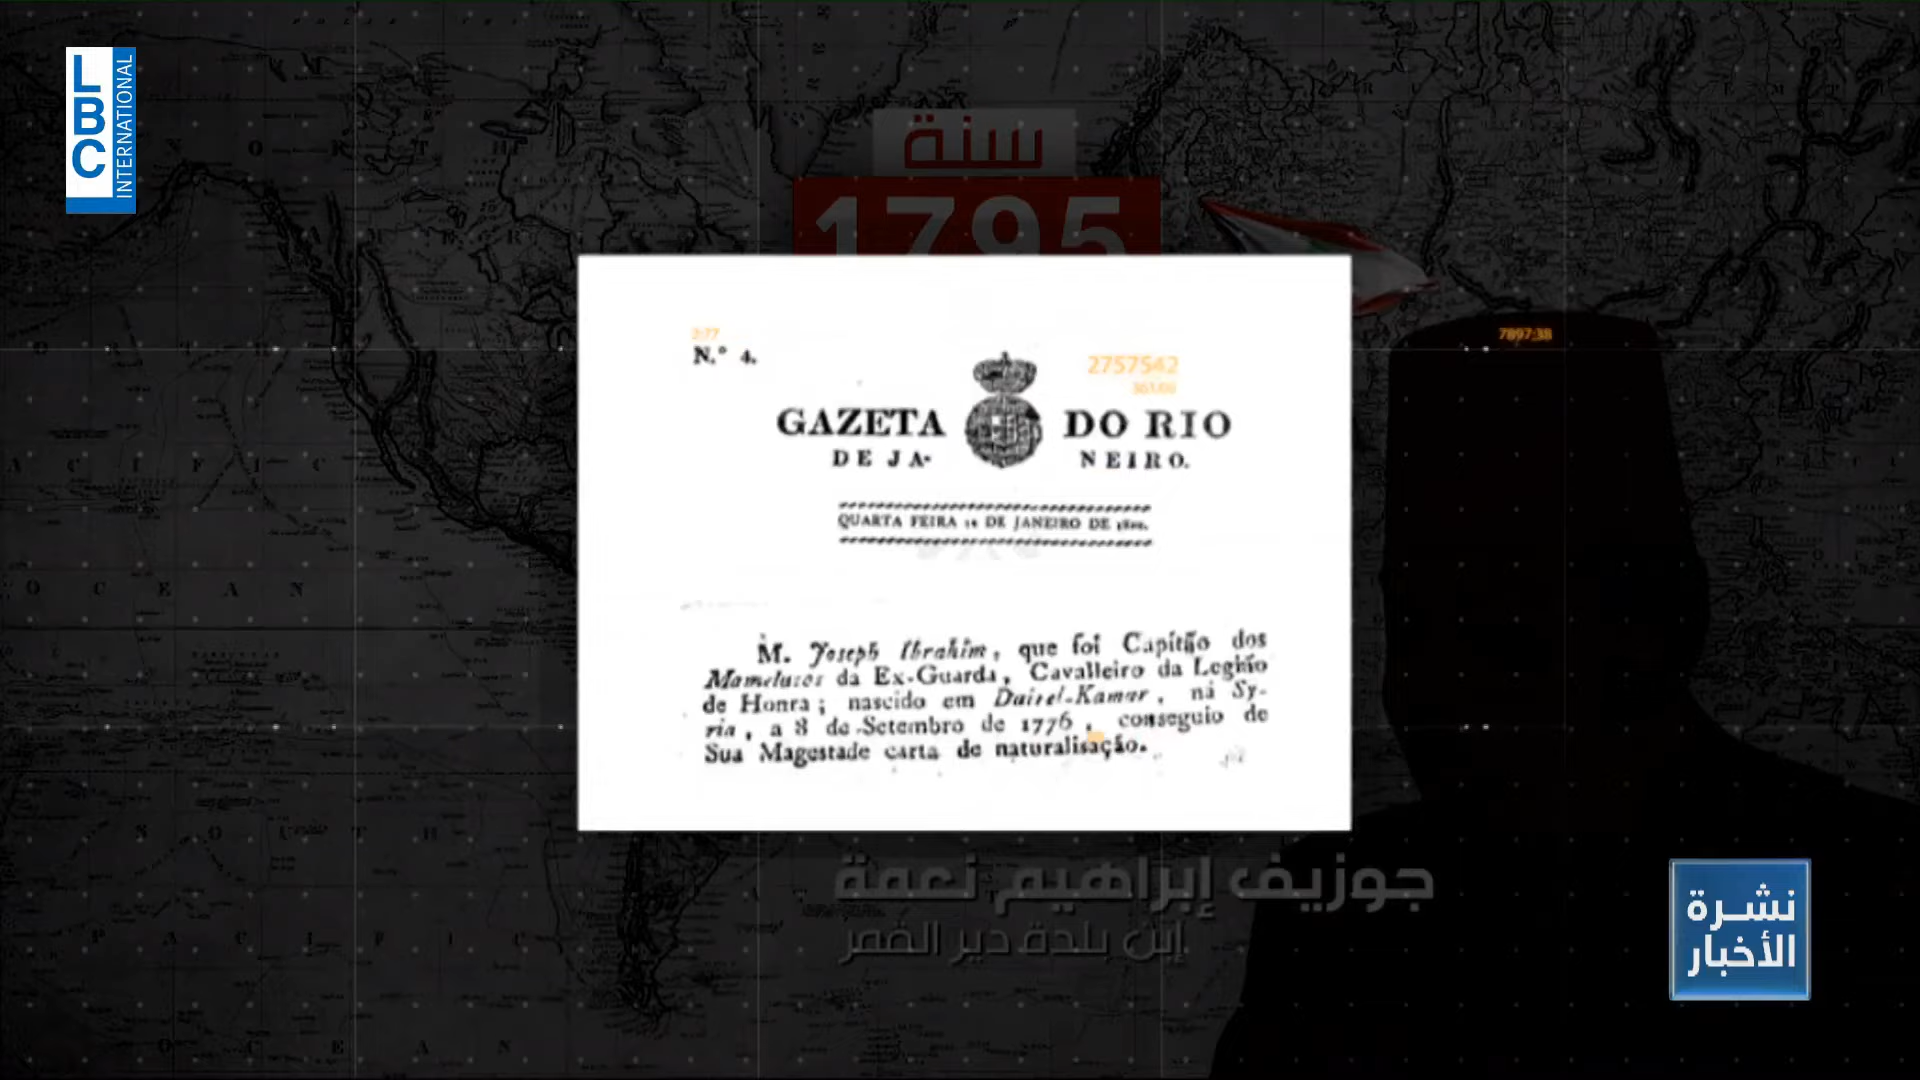 LBC
INTERNATIONAL
سنة
1795
7897:38
N.° 4.
2757542
GAZETA DO RIO
DE JA- NEIRO.
QUARTA FEIRA DE JANEIRO DE
M. Joseph Ibrahim, que foi Capitão dos
Mamelucos da Ex-Guarda, Cavalleiro da Legião
de Honra; nascido em Dairel-Kamar, na Sy-
ria, a 8 de Setembro de 1776, conseguio de
Sua Magestade carta de naturalisação.
جوزيف إبراهيم نعمة
إبن بلدة دير القمر
نشرة
الأخبار